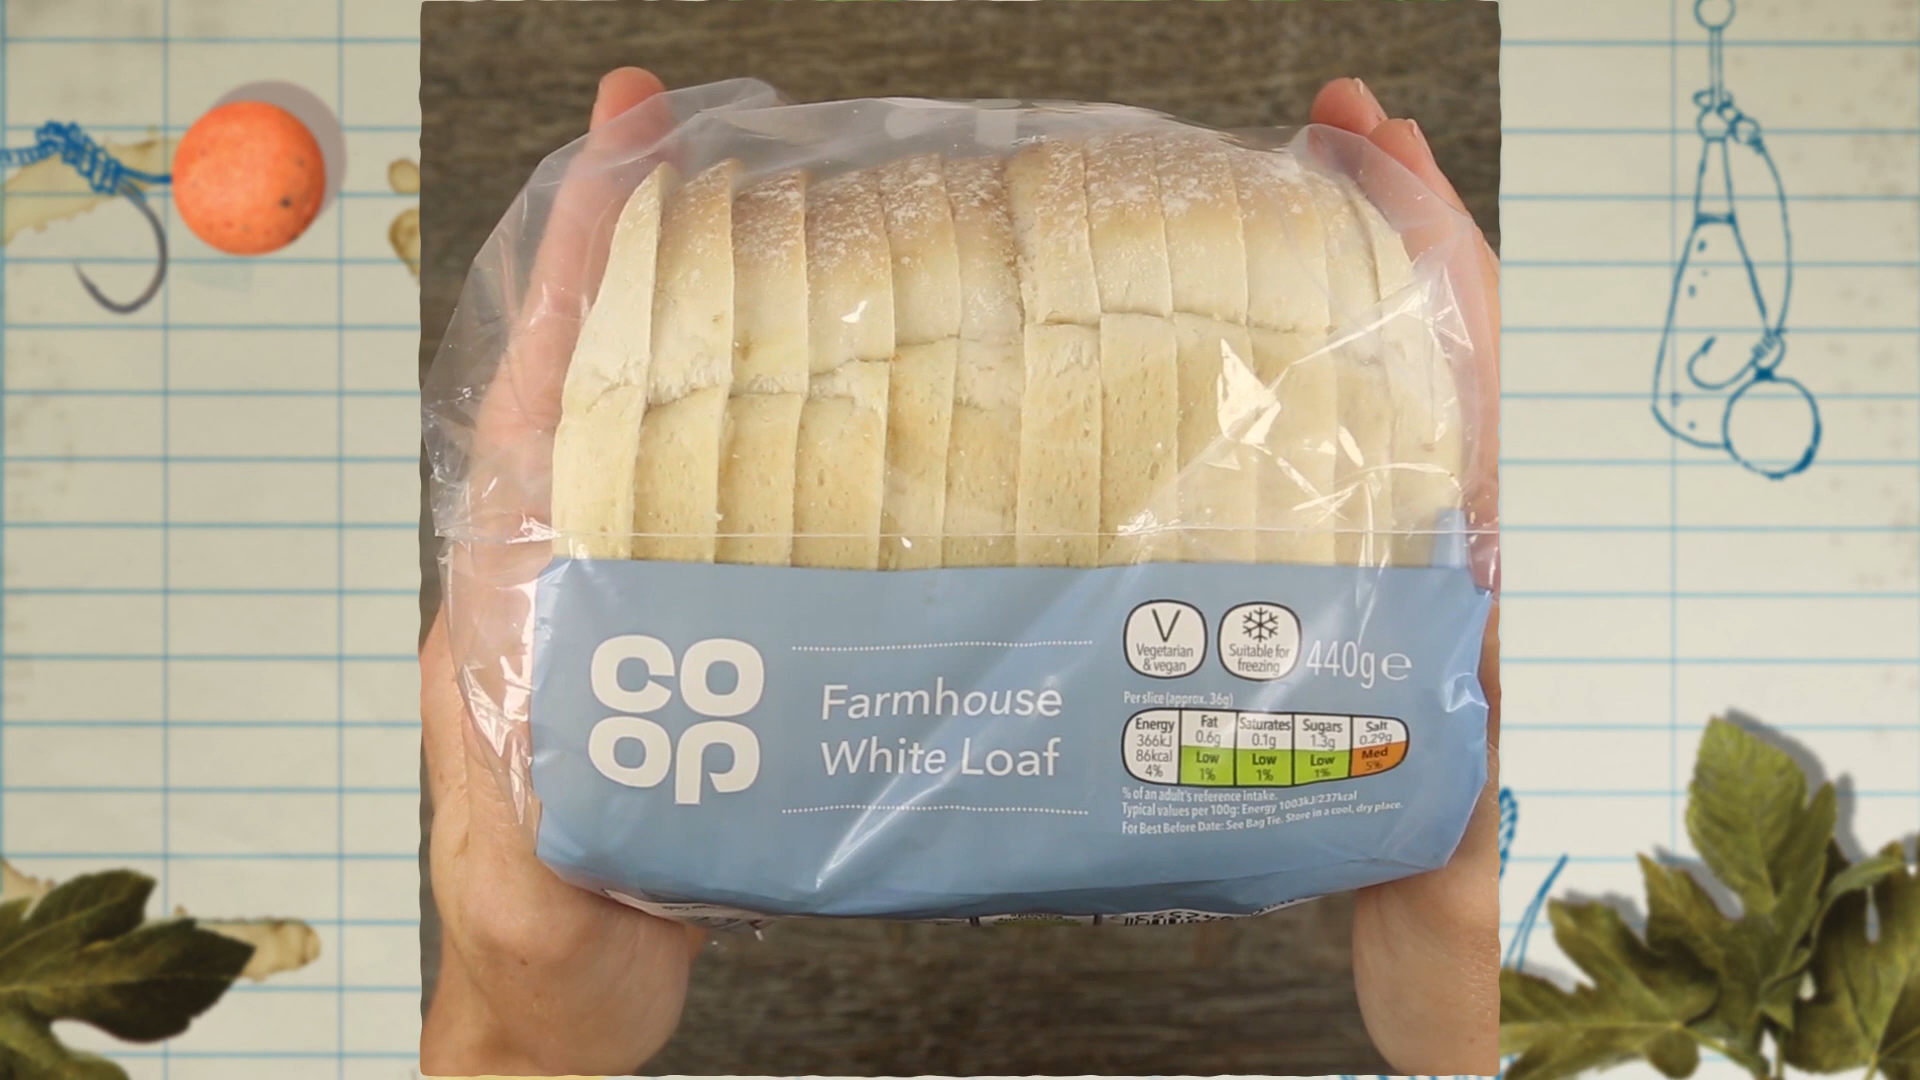 CO
OP
Farmhouse
White Loaf
V
Vegetarian
& vegan
Suitable for
freezing
440g℮
Per slice (approx. 36g)
Energy
366kJ
86kcal
4%
Fat
0.6g
Low
1%
Saturates
0.1g
Low
1%
Sugars
1.3g
Low
1%
Salt
0.29g
Med
5%
% of an adult's reference intake.
Typical values per 100g: Energy 1003kJ/237kcal
For Best Before Date: See Bag Tie. Store in a cool, dry place.